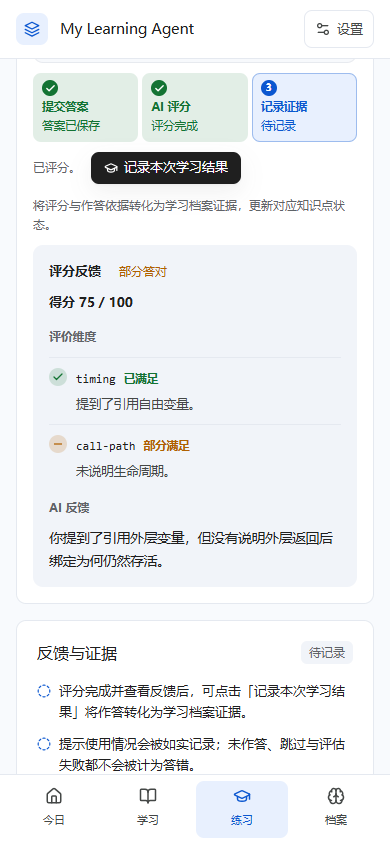 My Learning Agent
设置
提交答案
答案已保存
AI 评分
评分完成
3
记录证据
待记录
已评分。
记录本次学习结果
将评分与作答依据转化为学习档案证据，更新对应知识点状
态。
评分反馈 部分答对
得分 75 / 100
评价维度
timing 已满足
提到了引用自由变量。
call-path 部分满足
未说明生命周期。
AI 反馈
你提到了引用外层变量，但没有说明外层返回后
绑定为何仍然存活。
反馈与证据
待记录
评分完成并查看反馈后，可点击「记录本次学习结
果」将作答转化为学习档案证据。
提示使用情况会被如实记录；未作答、跳过与评估
失败都不会被计为答错。
今日
学习
练习
档案